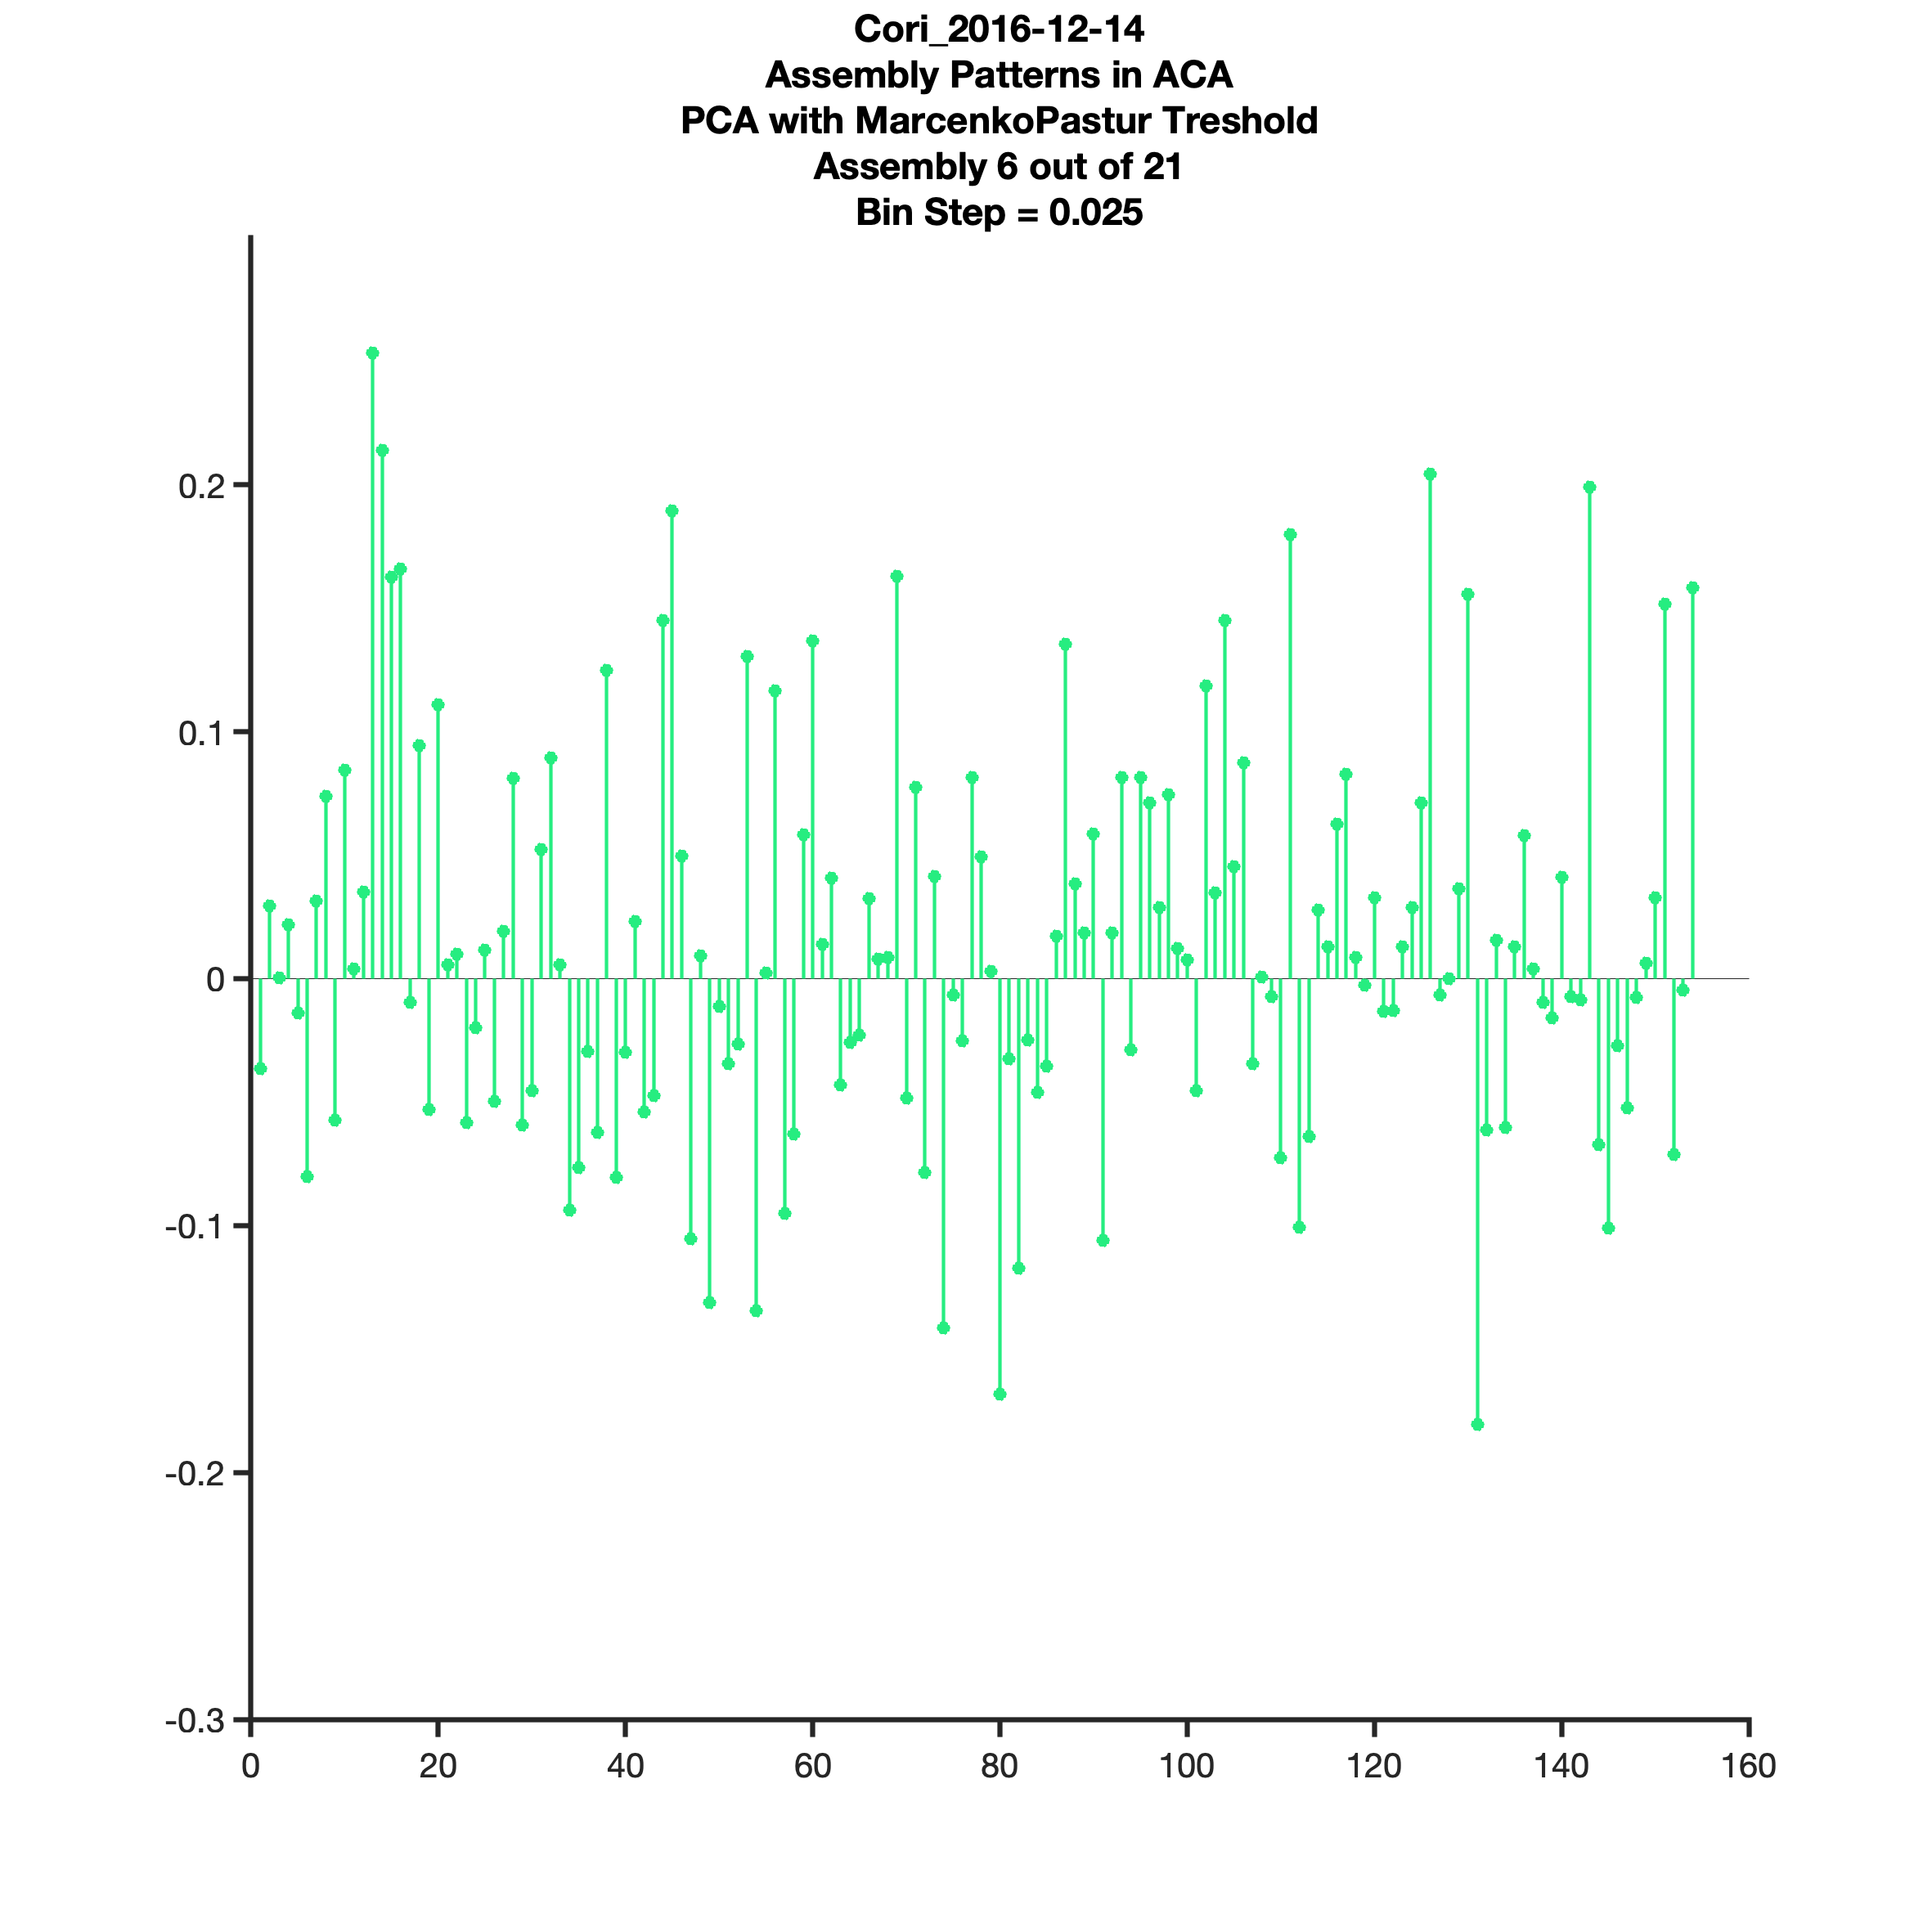 Cori_2016-12-14
Assembly Patterns in ACA
PCA with MarcenkoPastur Treshold
Assembly 6 out of 21
Bin Step = 0.025
0.2
0.1
0
-0.1
-0.2
-0.3
0 20 40 60 80 100 120 140 160